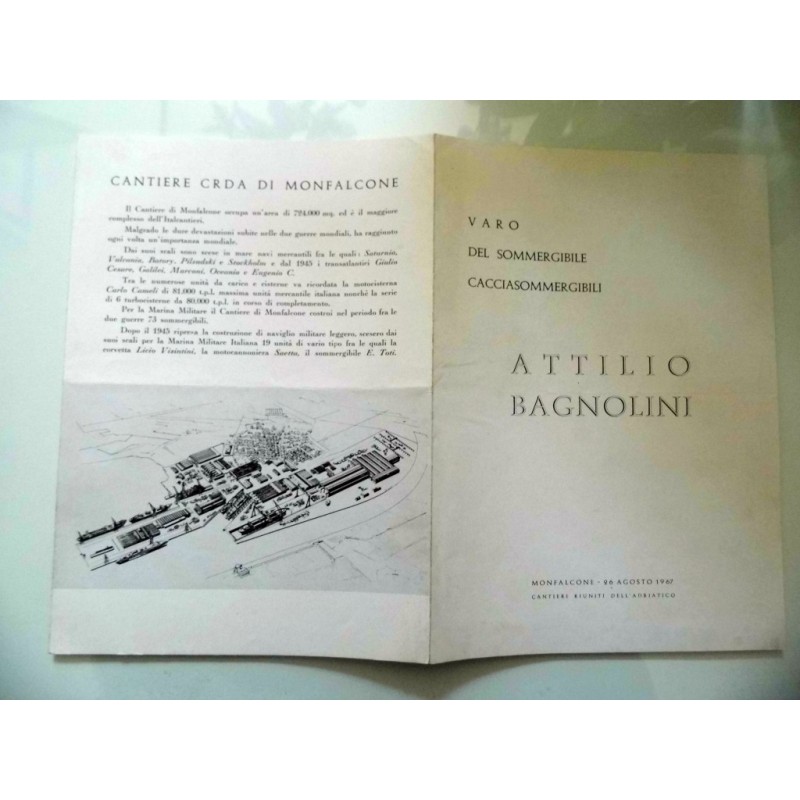 CANTIERE CRDA DI MONFALCONE
Il Cantiere di Monfalcone occupa un'area di 724.000 mq. ed è il maggiore
complesso dell'Italcantieri.
Malgrado le due devastazioni subite nelle due guerre mondiali, ha raggiunto
ogni volta un'importanza mondiale.
Dai suoi scali sono scese in mare navi mercantili fra le quali: Saturnia,
Vulcania, Batory, Pilsudski e Stockholm e dal 1945 i transatlantici Giulio
Cesare, Galilei, Marconi, Oceania e Eugenio C.
Tra le numerose unità da carico e cisterne va ricordata la motocisterna
Carlo Cameli di 81.000 t.p.l. massima unità mercantile italiana nonchè la serie
di 6 turbocisterne da 80.000 t.p.l. in corso di completamento.
Per la Marina Militare il Cantiere di Monfalcone costruì nel periodo fra le
due guerre 73 sommergibili.
Dopo il 1945 ripresa la costruzione di naviglio militare leggero, scesero dai
suoi scali per la Marina Militare Italiana 19 unità di vario tipo fra le quali la
corvetta Licio Visintini, la motocannoniera Saetta, il sommergibile E. Toti.
VARO
DEL SOMMERGIBILE
CACCIASOMMERGIBILI
ATTILIO
BAGNOLINI
MONFALCONE - 26 AGOSTO 1967
CANTIERI RIUNITI DELL'ADRIATICO